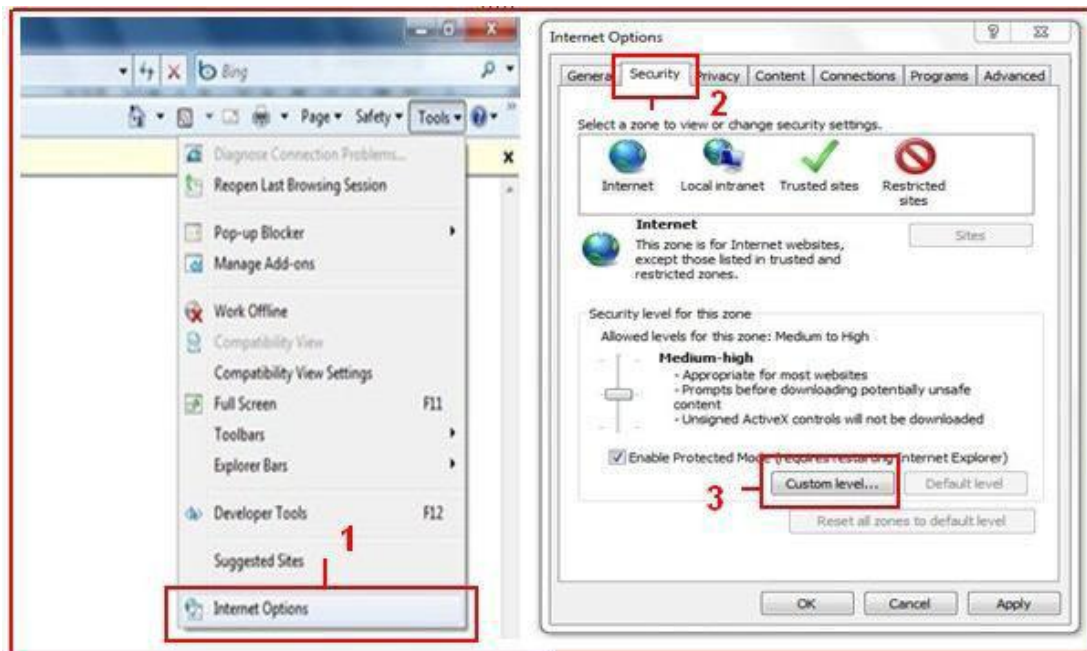 Bing
Page Safety Tools
Diagnose Connection Problems...
Reopen Last Browsing Session
Pop-up Blocker
Manage Add-ons
Work Offline
Compatibility View
Compatibility View Settings
Full Screen F11
Toolbars
Explorer Bars
Developer Tools F12
1
Suggested Sites
Internet Options
Internet Options
General Security Privacy Content Connections Programs Advanced
2
Select a zone to view or change security settings.
Internet Local intranet Trusted sites Restricted
sites
Internet
Sites
This zone is for Internet websites,
except those listed in trusted and
restricted zones.
Security level for this zone
Allowed levels for this zone: Medium to High
Medium-high
- Appropriate for most websites
- Prompts before downloading potentially unsafe
content
- Unsigned ActiveX controls will not be downloaded
Enable Protected Mode (requires restarting Internet Explorer)
3
Custom level... Default level
Reset all zones to default level
OK Cancel Apply